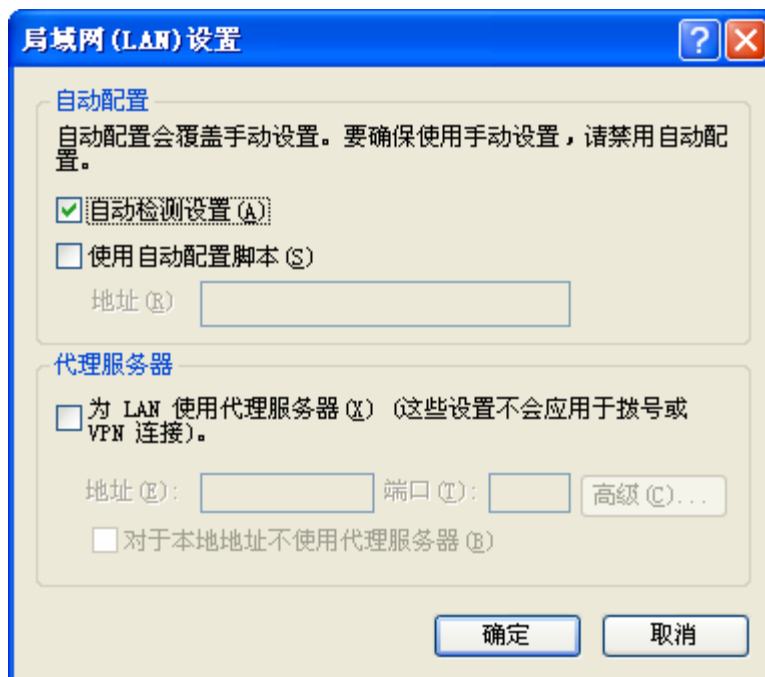 局域网(LAN)设置
自动配置
自动配置会覆盖手动设置。要确保使用手动设置，请禁用自动配
置。
自动检测设置(A)
使用自动配置脚本(S)
地址(R)
代理服务器
为 LAN 使用代理服务器(X) (这些设置不会应用于拨号或
VPN 连接)。
地址(E): 端口(T): 高级(C)...
对于本地地址不使用代理服务器(B)
确定 取消